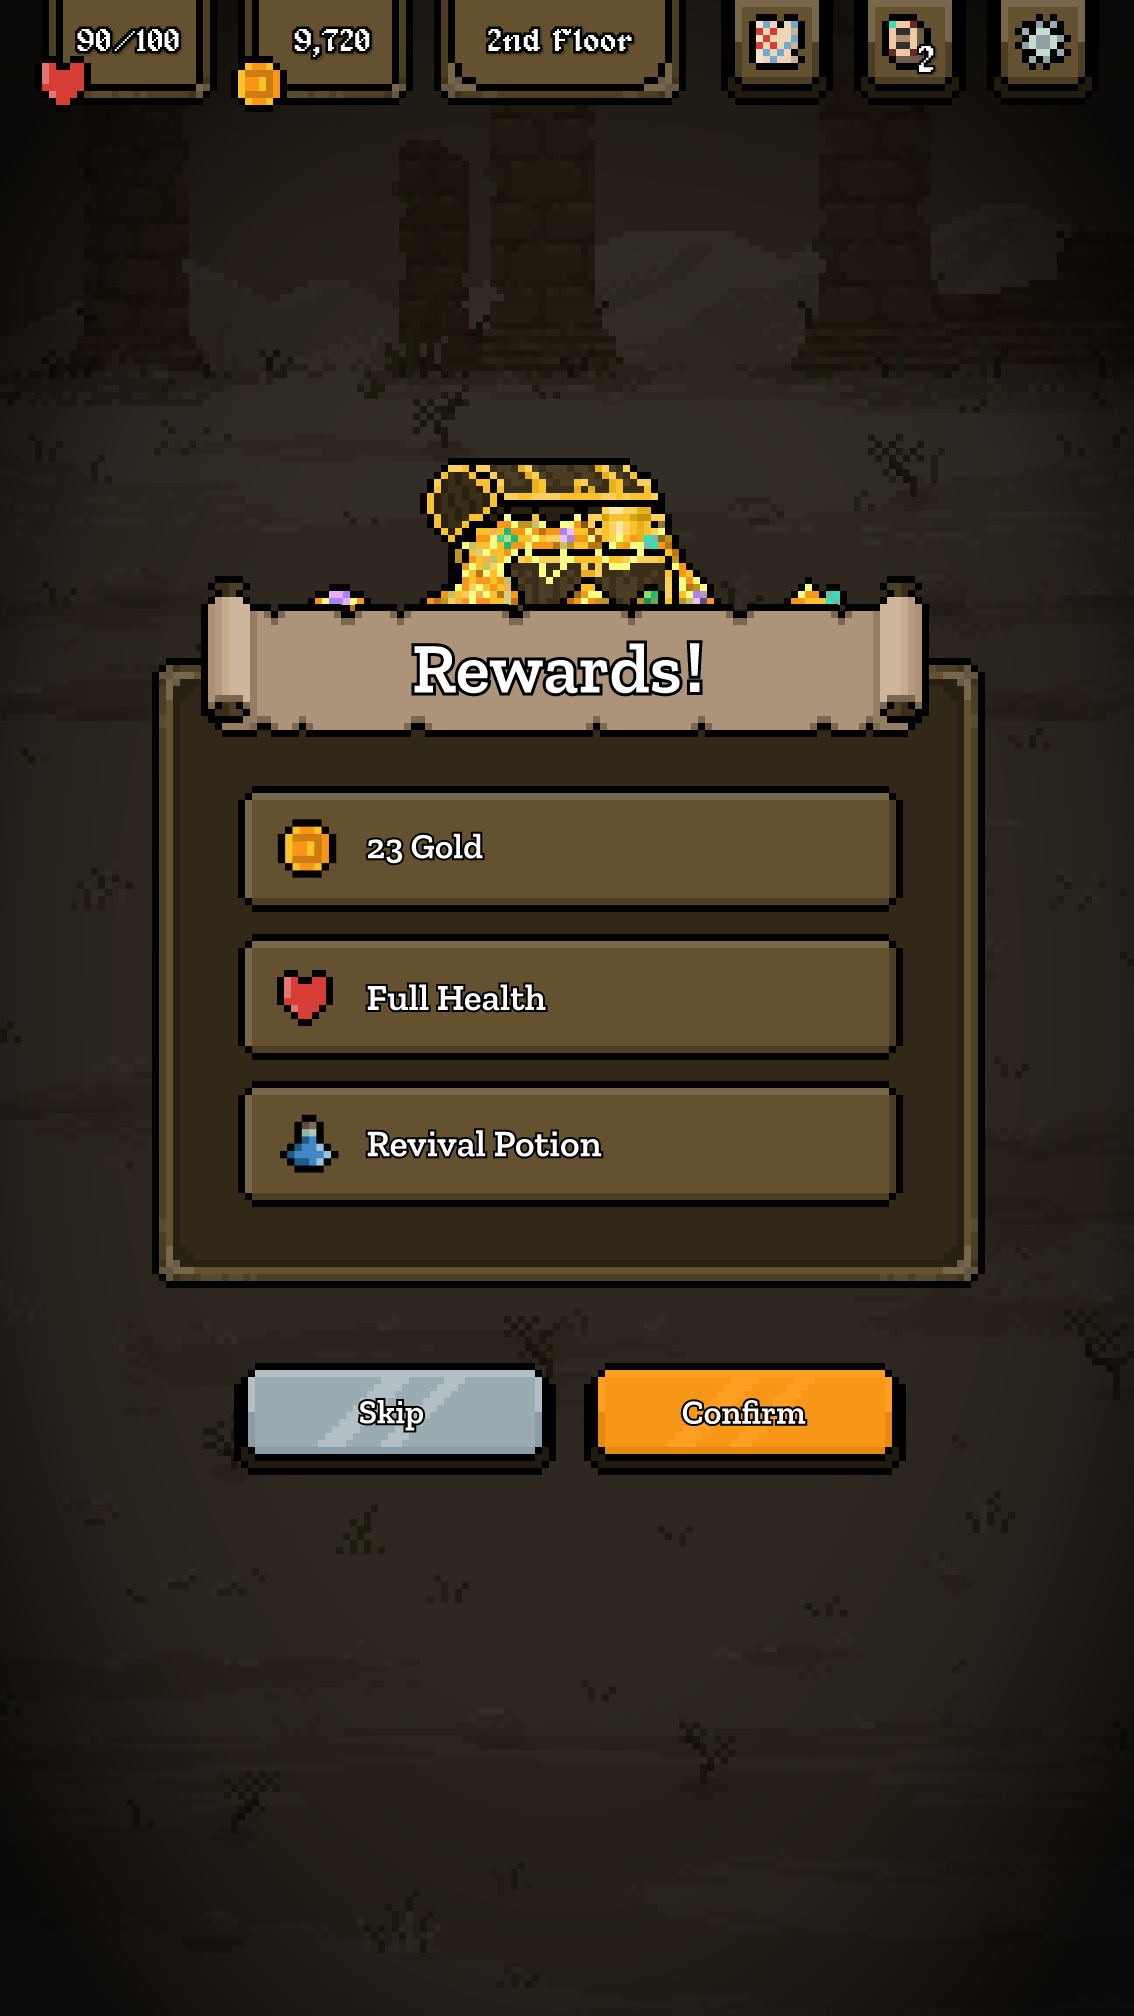 90/100
9,720
2nd Floor
2
Rewards!
23 Gold
Full Health
Revival Potion
Skip
Confirm